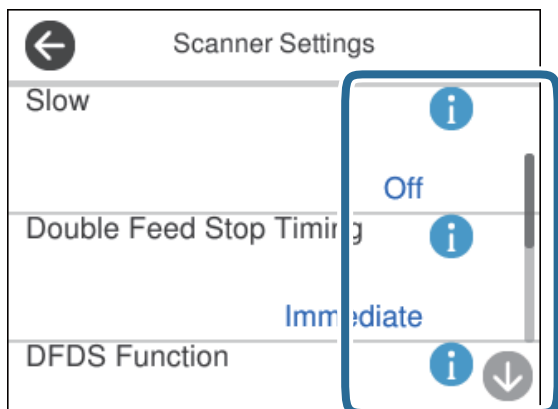 Scanner Settings
Slow
i
Off
Double Feed Stop Timing
i
Immediate
DFDS Function
i